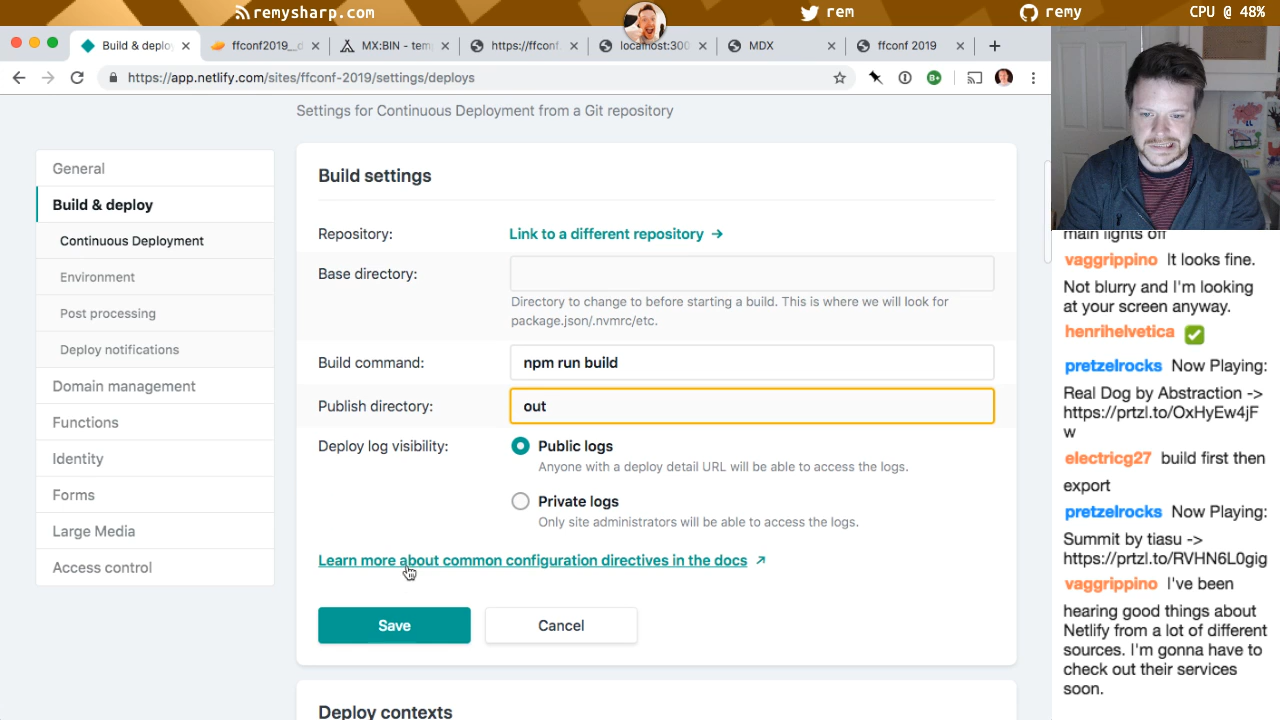 remysharp.com
rem
remy
CPU @ 48%
Build & deplo
ffconf2019__d
MX:BIN - tem
https://ffconf.
localhost:300
MDX
ffconf 2019
https://app.netlify.com/sites/ffconf-2019/settings/deploys
Settings for Continuous Deployment from a Git repository
General
Build & deploy
Continuous Deployment
Environment
Post processing
Deploy notifications
Domain management
Functions
Identity
Forms
Large Media
Access control
Build settings
Repository:
Link to a different repository →
Base directory:
Directory to change to before starting a build. This is where we will look for
package.json/.nvmrc/etc.
Build command:
npm run build
Publish directory:
out
Deploy log visibility:
Public logs
Anyone with a deploy detail URL will be able to access the logs.
Private logs
Only site administrators will be able to access the logs.
Learn more about common configuration directives in the docs
Save
Cancel
Deploy contexts
main lights off
vaggrippino It looks fine.
Not blurry and I'm looking
at your screen anyway.
henrihelvetica
pretzelrocks Now Playing:
Real Dog by Abstraction ->
https://prtzl.to/OxHyEw4jF
w
electricg27 build first then
export
pretzelrocks Now Playing:
Summit by tiasu ->
https://prtzl.to/RVHN6L0gig
vaggrippino I've been
hearing good things about
Netlify from a lot of different
sources. I'm gonna have to
check out their services
soon.